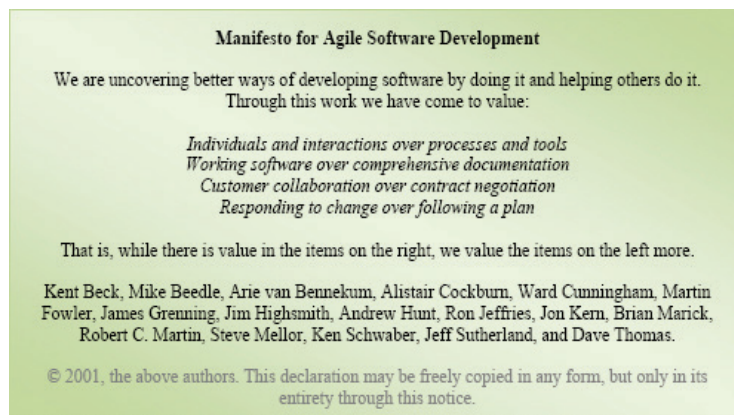 Manifesto for Agile Software Development
We are uncovering better ways of developing software by doing it and helping others do it.
Through this work we have come to value:
Individuals and interactions over processes and tools
Working software over comprehensive documentation
Customer collaboration over contract negotiation
Responding to change over following a plan
That is, while there is value in the items on the right, we value the items on the left more.
Kent Beck, Mike Beedle, Arie van Bennekum, Alistair Cockburn, Ward Cunningham, Martin
Fowler, James Grenning, Jim Highsmith, Andrew Hunt, Ron Jeffries, Jon Kern, Brian Marick,
Robert C. Martin, Steve Mellor, Ken Schwaber, Jeff Sutherland, and Dave Thomas.
© 2001, the above authors. This declaration may be freely copied in any form, but only in its
entirety through this notice.